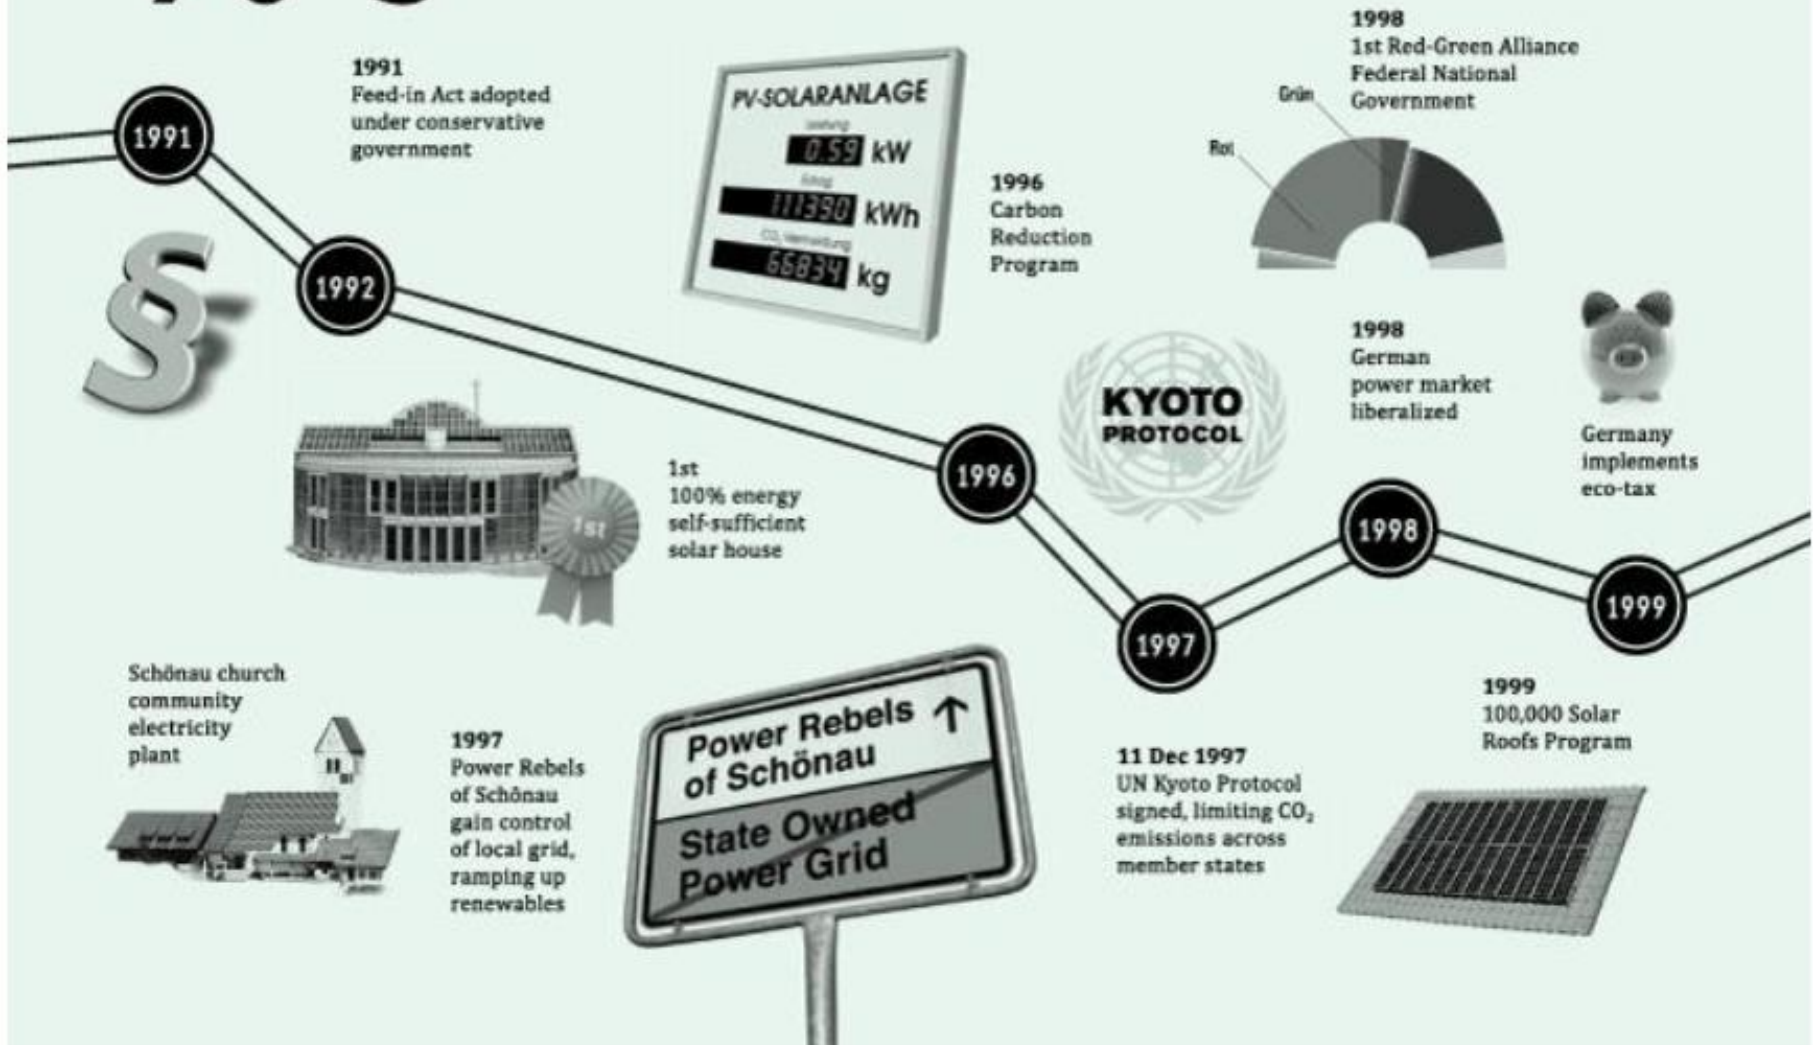 1991
1991
Feed-in Act adopted
under conservative
government
1992
PV-SOLARANLAGE
Leistung
0.59 kW
Ertrag
111390 kWh
CO₂ Vermeidung
66834 kg
1996
Carbon
Reduction
Program
1998
1st Red-Green Alliance
Federal National
Government
Grün
Rot
1st
1st
100% energy
self-sufficient
solar house
1996
KYOTO
PROTOCOL
1998
German
power market
liberalized
Germany
implements
eco-tax
1997
1998
1999
Schönau church
community
electricity
plant
1997
Power Rebels
of Schönau
gain control
of local grid,
ramping up
renewables
Power Rebels
of Schönau
State Owned
Power Grid
11 Dec 1997
UN Kyoto Protocol
signed, limiting CO₂
emissions across
member states
1999
100,000 Solar
Roofs Program